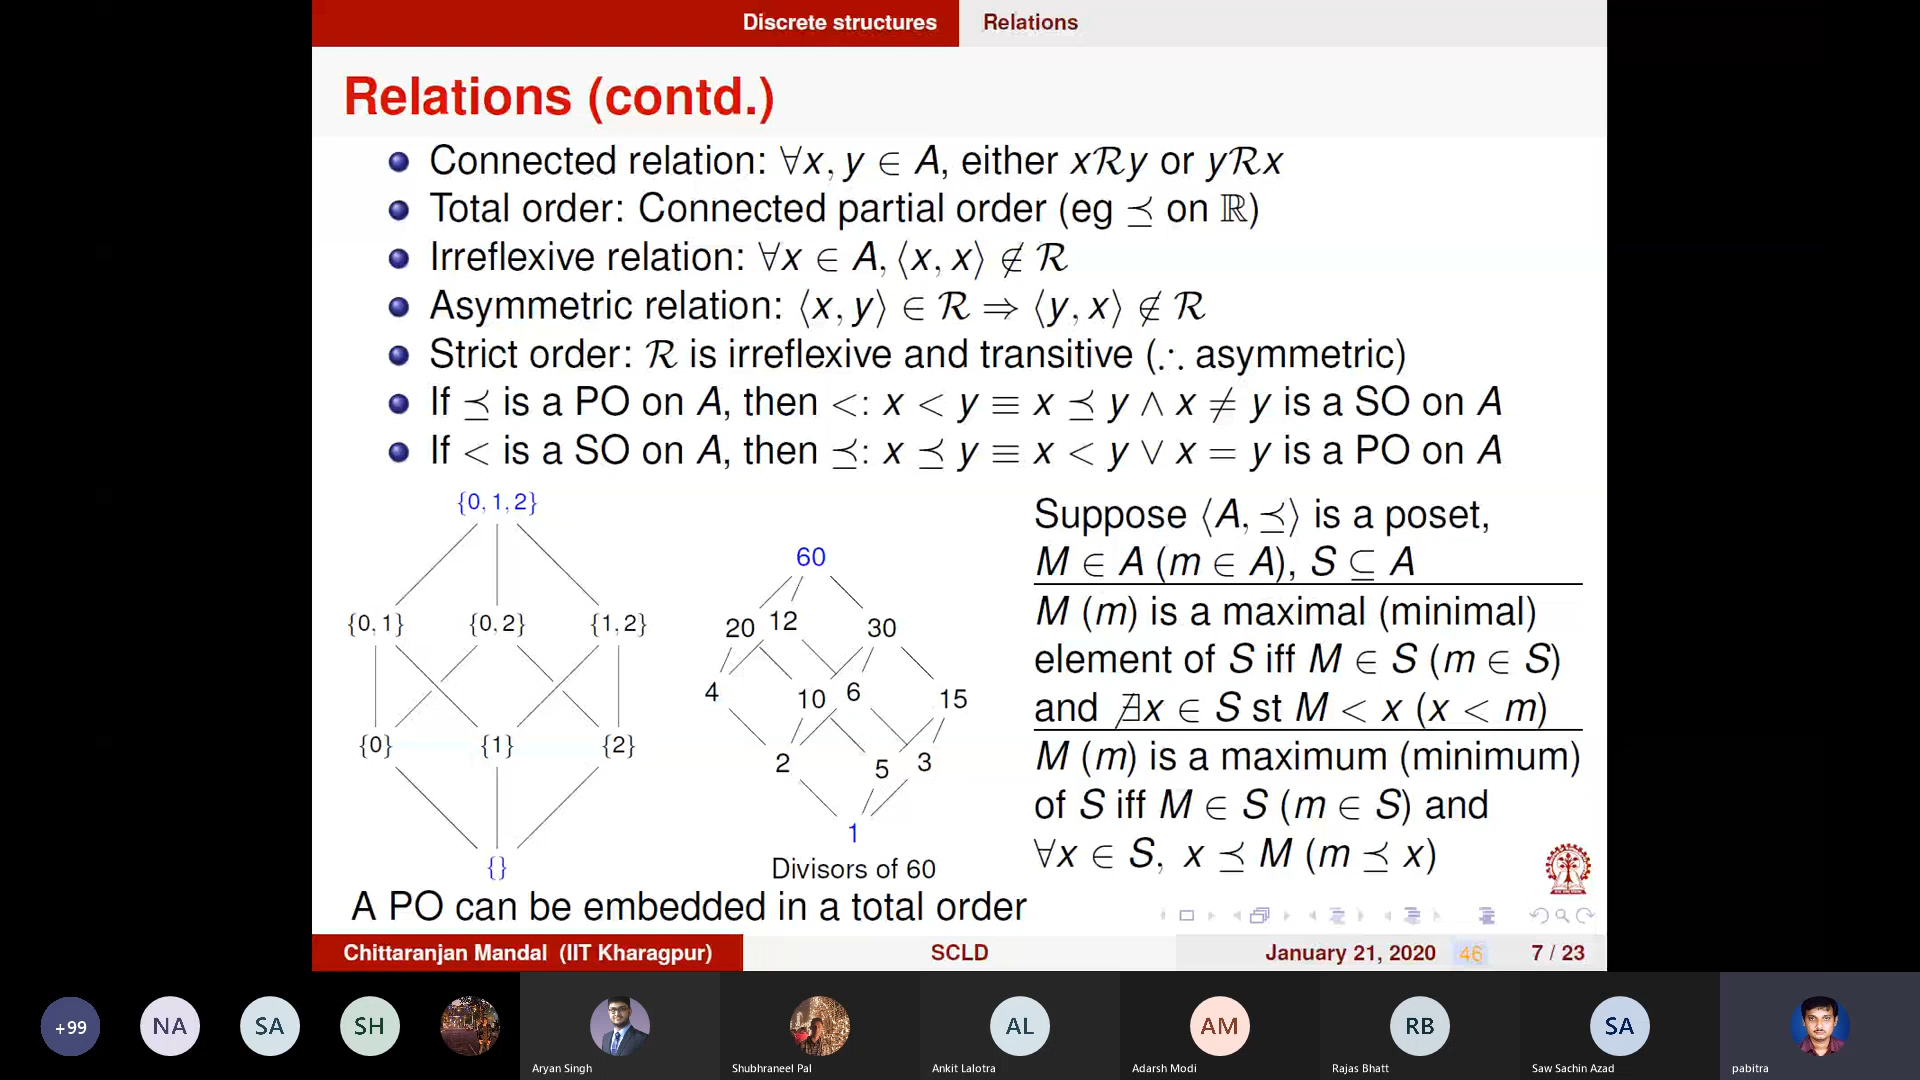 Discrete structures Relations
Relations (contd.)
Connected relation: ∀x, y ∈ A, either xℛy or yℛx
Total order: Connected partial order (eg ⪯ on ℝ)
Irreflexive relation: ∀x ∈ A, ⟨x, x⟩ ∉ ℛ
Asymmetric relation: ⟨x, y⟩ ∈ ℛ ⇒ ⟨y, x⟩ ∉ ℛ
Strict order: ℛ is irreflexive and transitive (∴ asymmetric)
If ⪯ is a PO on A, then <: x < y ≡ x ⪯ y ∧ x ≠ y is a SO on A
If < is a SO on A, then ⪯: x ⪯ y ≡ x < y ∨ x = y is a PO on A
{0, 1, 2}
{0, 1} {0, 2} {1, 2}
{0} {1} {2}
{}
60
20 12 30
4 10 6 15
2 5 3
1
Divisors of 60
A PO can be embedded in a total order
Suppose ⟨A, ⪯⟩ is a poset,
M ∈ A (m ∈ A), S ⊆ A
M (m) is a maximal (minimal)
element of S iff M ∈ S (m ∈ S)
and ∄x ∈ S st M < x (x < m)
M (m) is a maximum (minimum)
of S iff M ∈ S (m ∈ S) and
∀x ∈ S, x ⪯ M (m ⪯ x)
Chittaranjan Mandal (IIT Kharagpur) SCLD January 21, 2020 46 7 / 23
+99 NA SA SH AL AM RB SA
Aryan Singh Shubhraneel Pal Ankit Lalotra Adarsh Modi Rajas Bhatt Saw Sachin Azad pabitra